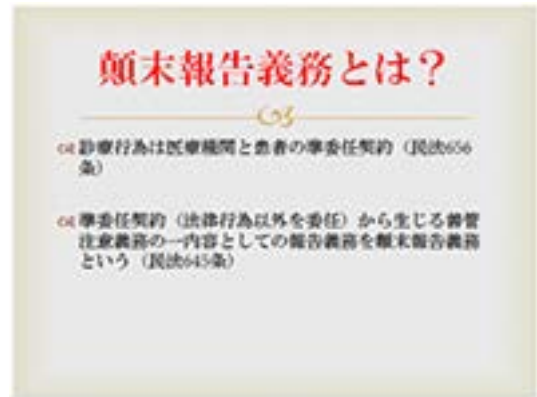 顛末報告義務とは？
診療行為は医療機関と患者の準委任契約（民法656
条）
準委任契約（法律行為以外を委任）から生じる善管
注意義務の一内容としての報告義務を顛末報告義務
という（民法645条）